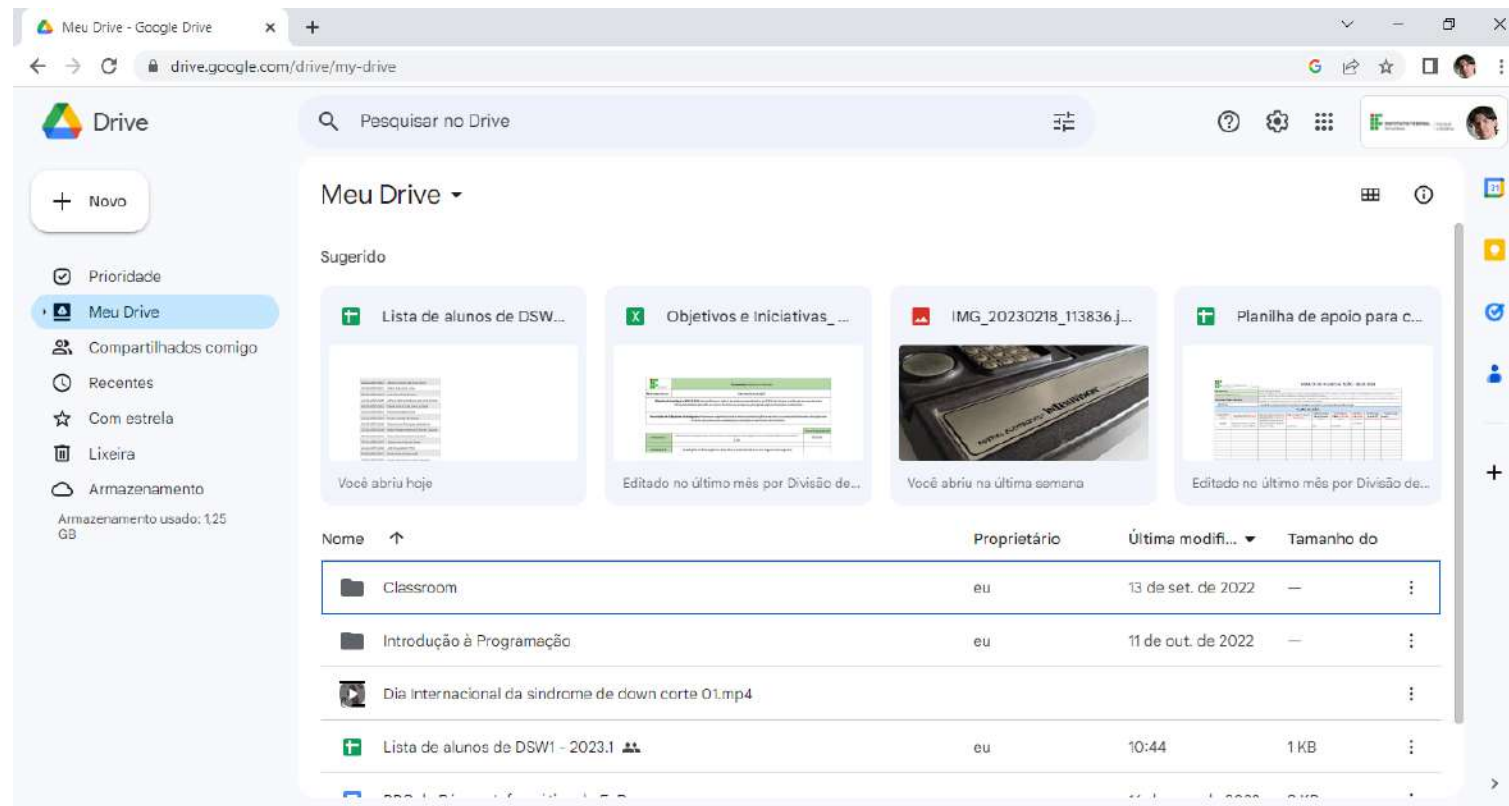 Meu Drive - Google Drive
drive.google.com/drive/my-drive
Drive
Pesquisar no Drive
INSTITUTO FEDERAL
Novo
Meu Drive
Prioridade
Meu Drive
Compartilhados comigo
Recentes
Com estrela
Lixeira
Armazenamento
Armazenamento usado: 1,25
GB
Sugerido
Lista de alunos de DSW...
Você abriu hoje
Objetivos e Iniciativas_ ...
Editado no último mês por Divisão de...
IMG_20230218_113836.j...
Você abriu na última semana
Planilha de apoio para c...
Editado no último mês por Divisão de...
Nome Proprietário Última modifi... Tamanho do
Classroom eu 13 de set. de 2022 —
Introdução à Programação eu 11 de out. de 2022 —
Dia Internacional da sindrome de down corte 01.mp4
Lista de alunos de DSW1 - 2023.1 eu 10:44 1 KB
31